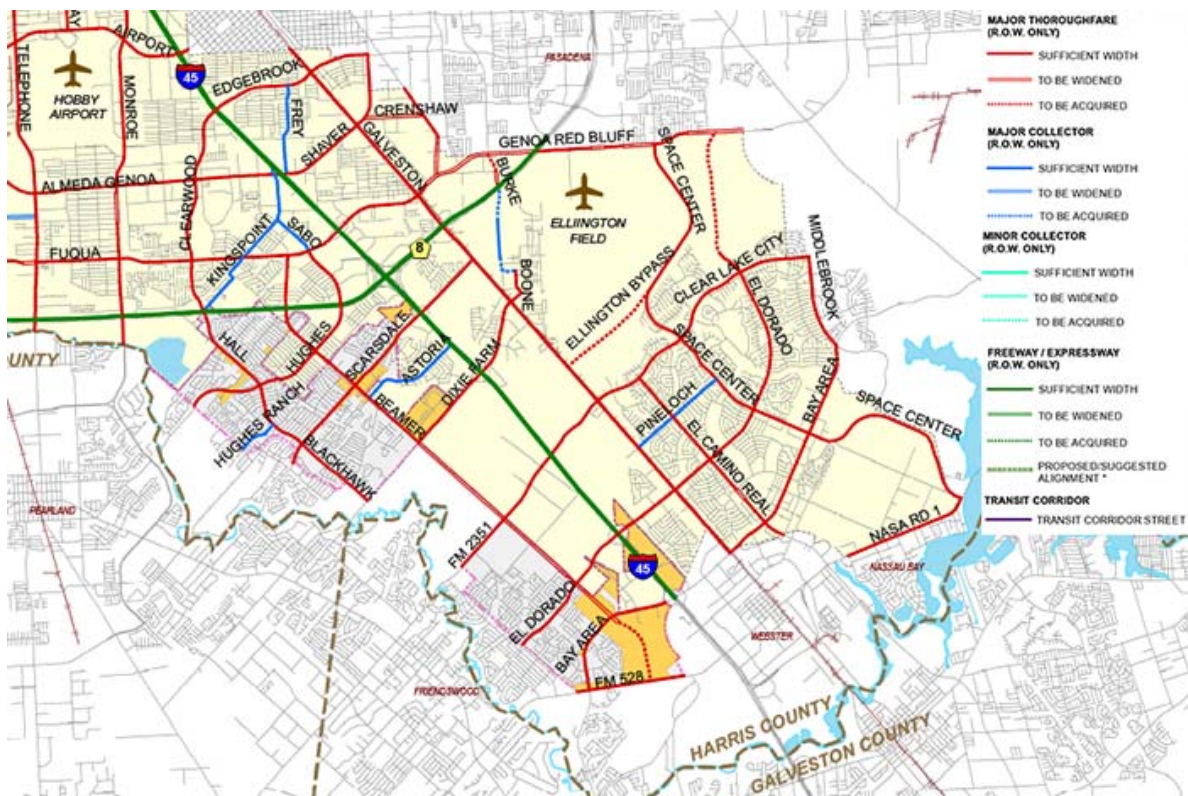 AIRPORT
TELEPHONE
HOBBY
AIRPORT
MONROE
45
EDGEBROOK
FREY
CRENSHAW
SHAVER
GALVESTON
PASADENA
GENOA RED BLUFF
SPACE CENTER
BURKE
ELLIINGTON
FIELD
ALMEDA GENOA
CLEARWOOD
KINGSPOINT
SABO
FUQUA
8
BOONE
ELLINGTON BYPASS
CLEAR LAKE CITY
EL DORADO
MIDDLEBROOK
COUNTY
HALL
HUGHES
SCARSDALE
ASTORIA
BEAMER
DIXIE FARM
HUGHES RANCH
BLACKHAWK
SPACE CENTER
PINELOCH
EL CAMINO REAL
BAY AREA
SPACE CENTER
NASA RD 1
NASSAU BAY
PEARLAND
FM 2351
45
EL DORADO
BAY AREA
FM 528
WEBSTER
FRIENDSWOOD
HARRIS COUNTY
GALVESTON COUNTY
MAJOR THOROUGHFARE
(R.O.W. ONLY)
SUFFICIENT WIDTH
TO BE WIDENED
TO BE ACQUIRED
MAJOR COLLECTOR
(R.O.W. ONLY)
SUFFICIENT WIDTH
TO BE WIDENED
TO BE ACQUIRED
MINOR COLLECTOR
(R.O.W. ONLY)
SUFFICIENT WIDTH
TO BE WIDENED
TO BE ACQUIRED
FREEWAY / EXPRESSWAY
(R.O.W. ONLY)
SUFFICIENT WIDTH
TO BE WIDENED
TO BE ACQUIRED
PROPOSED/SUGGESTED
ALIGNMENT *
TRANSIT CORRIDOR
TRANSIT CORRIDOR STREET